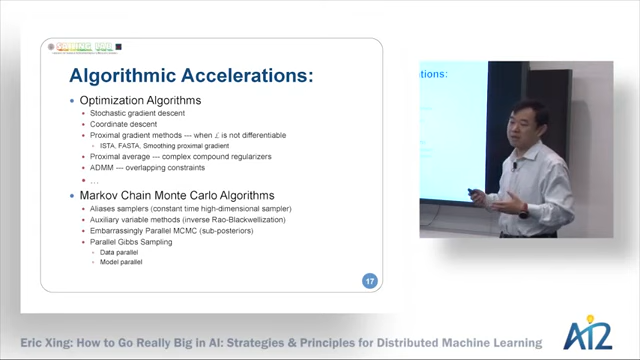 SAILING LAB
Algorithmic Accelerations:
Optimization Algorithms
Stochastic gradient descent
Coordinate descent
Proximal gradient methods --- when ℒ is not differentiable
ISTA, FASTA, Smoothing proximal gradient
Proximal average --- complex compound regularizers
ADMM --- overlapping constraints
…
Markov Chain Monte Carlo Algorithms
Aliases samplers (constant time high-dimensional sampler)
Auxiliary variable methods (inverse Rao-Blackwellization)
Embarrassingly Parallel MCMC (sub-posteriors)
Parallel Gibbs Sampling
Data parallel
Model parallel
17
Eric Xing: How to Go Really Big in AI: Strategies & Principles for Distributed Machine Learning
AI2